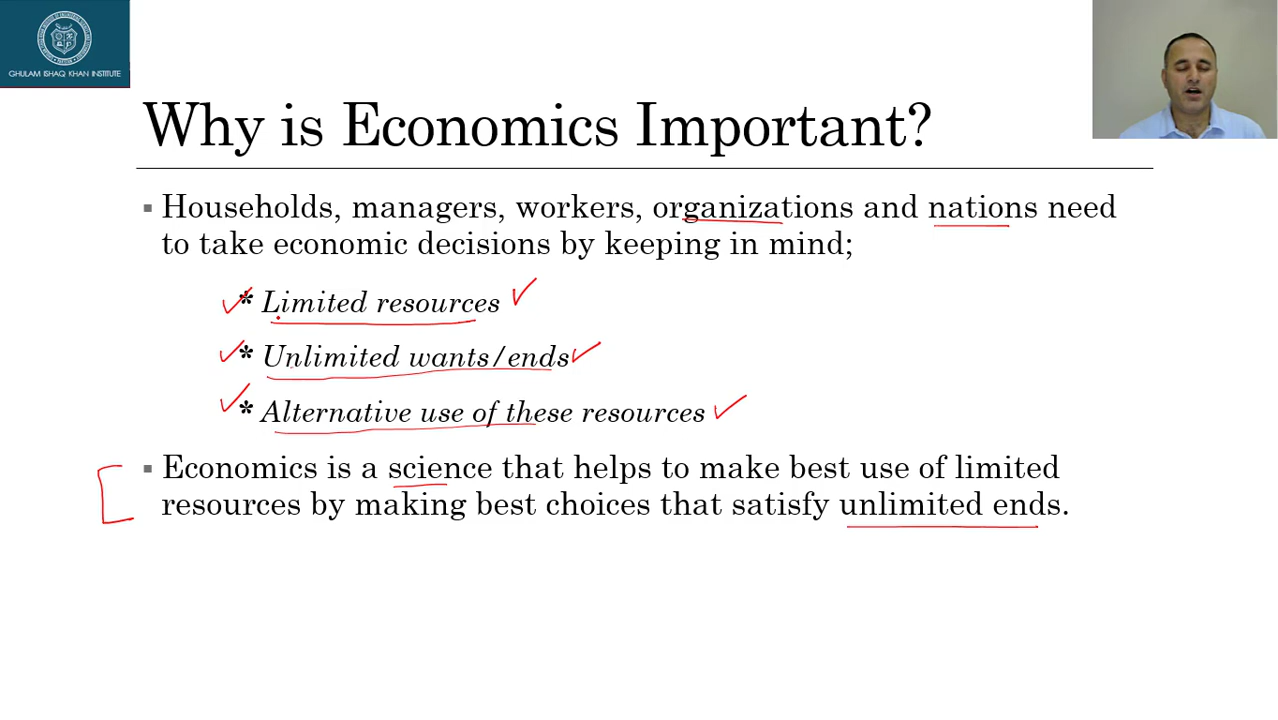 GHULAM ISHAQ KHAN INSTITUTE
Why is Economics Important?
▪ Households, managers, workers, organizations and nations need
to take economic decisions by keeping in mind;
* Limited resources
* Unlimited wants/ends
* Alternative use of these resources
▪ Economics is a science that helps to make best use of limited
resources by making best choices that satisfy unlimited ends.